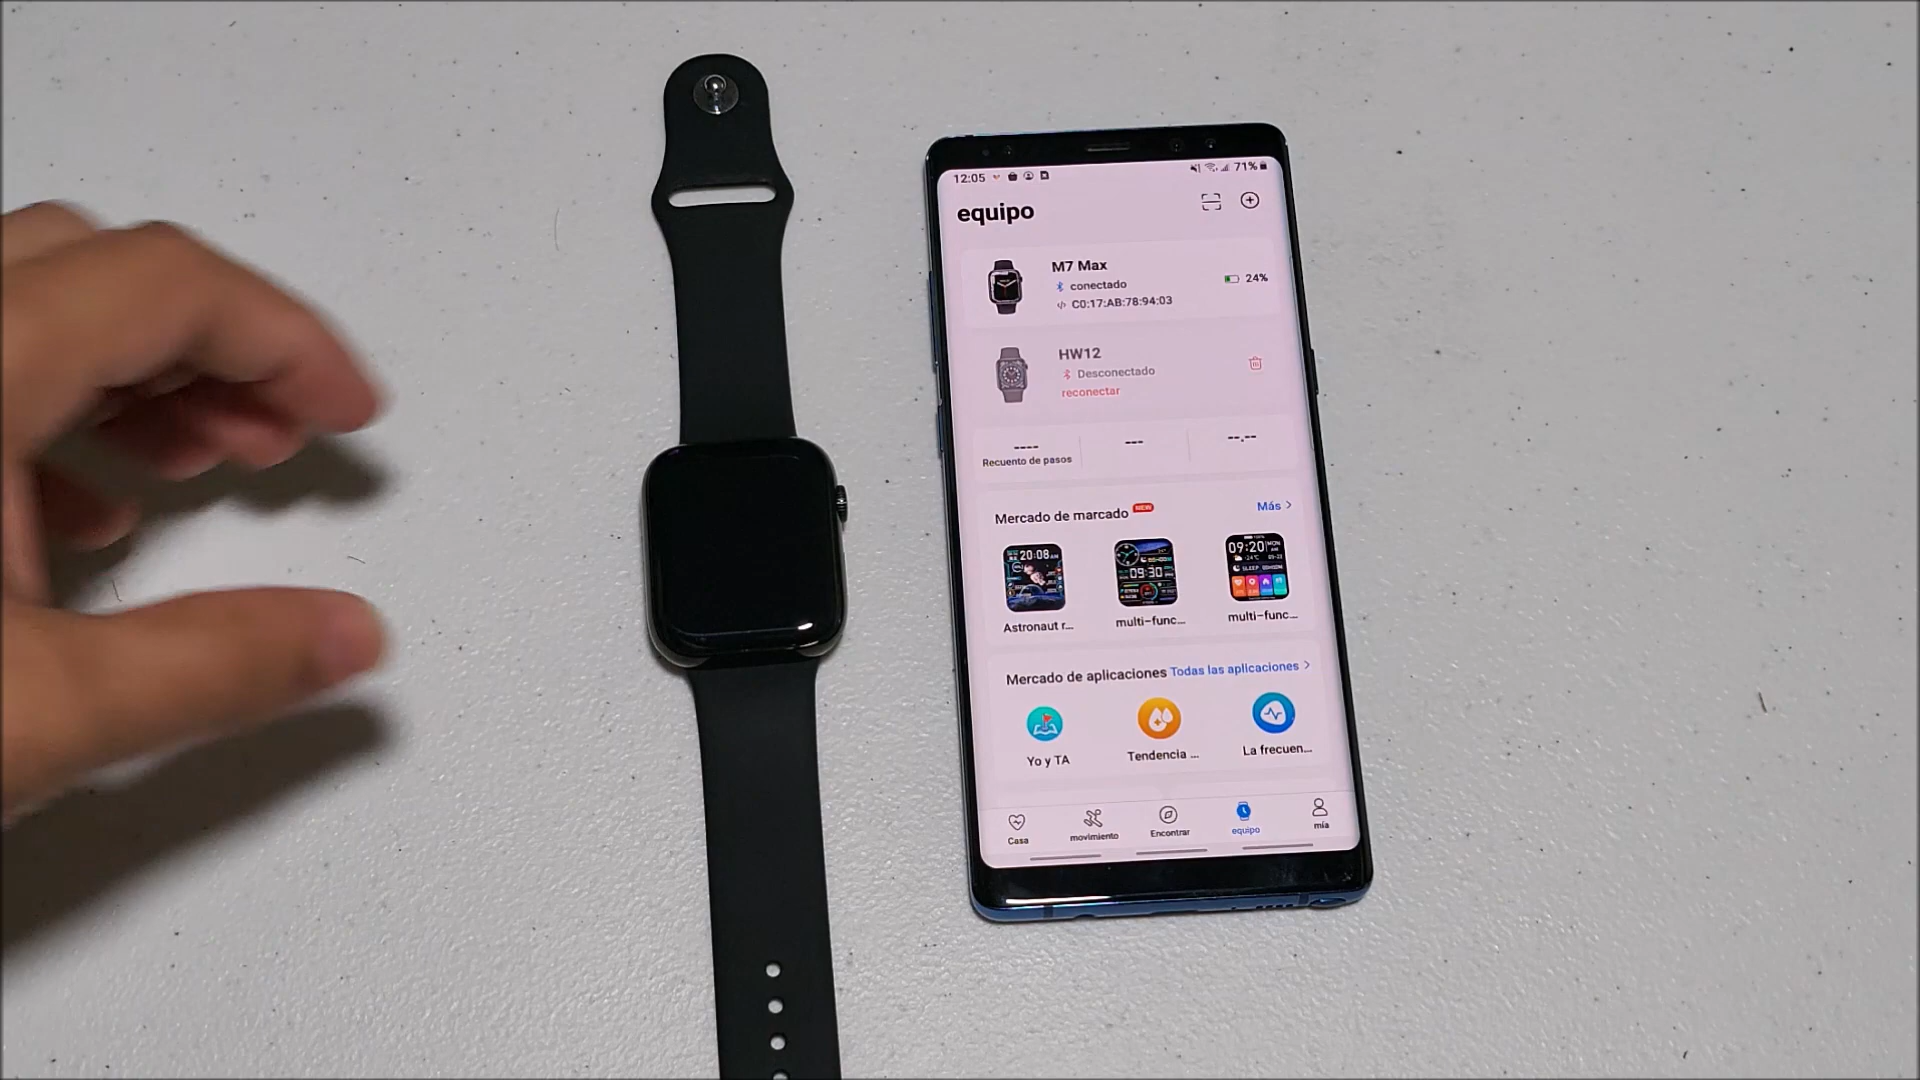 12:05
71%
equipo
M7 Max
conectado
24%
C0:17:AB:78:94:03
HW12
Desconectado
reconectar
---- --- --.--
Recuento de pasos
Mercado de marcado NEW Más >
20:08
09:30
09:20 MON
SLEEP
Astronaut r... multi-func... multi-func...
Mercado de aplicaciones Todas las aplicaciones >
Yo y TA Tendencia ... La frecuen...
Casa movimiento Encontrar equipo mía